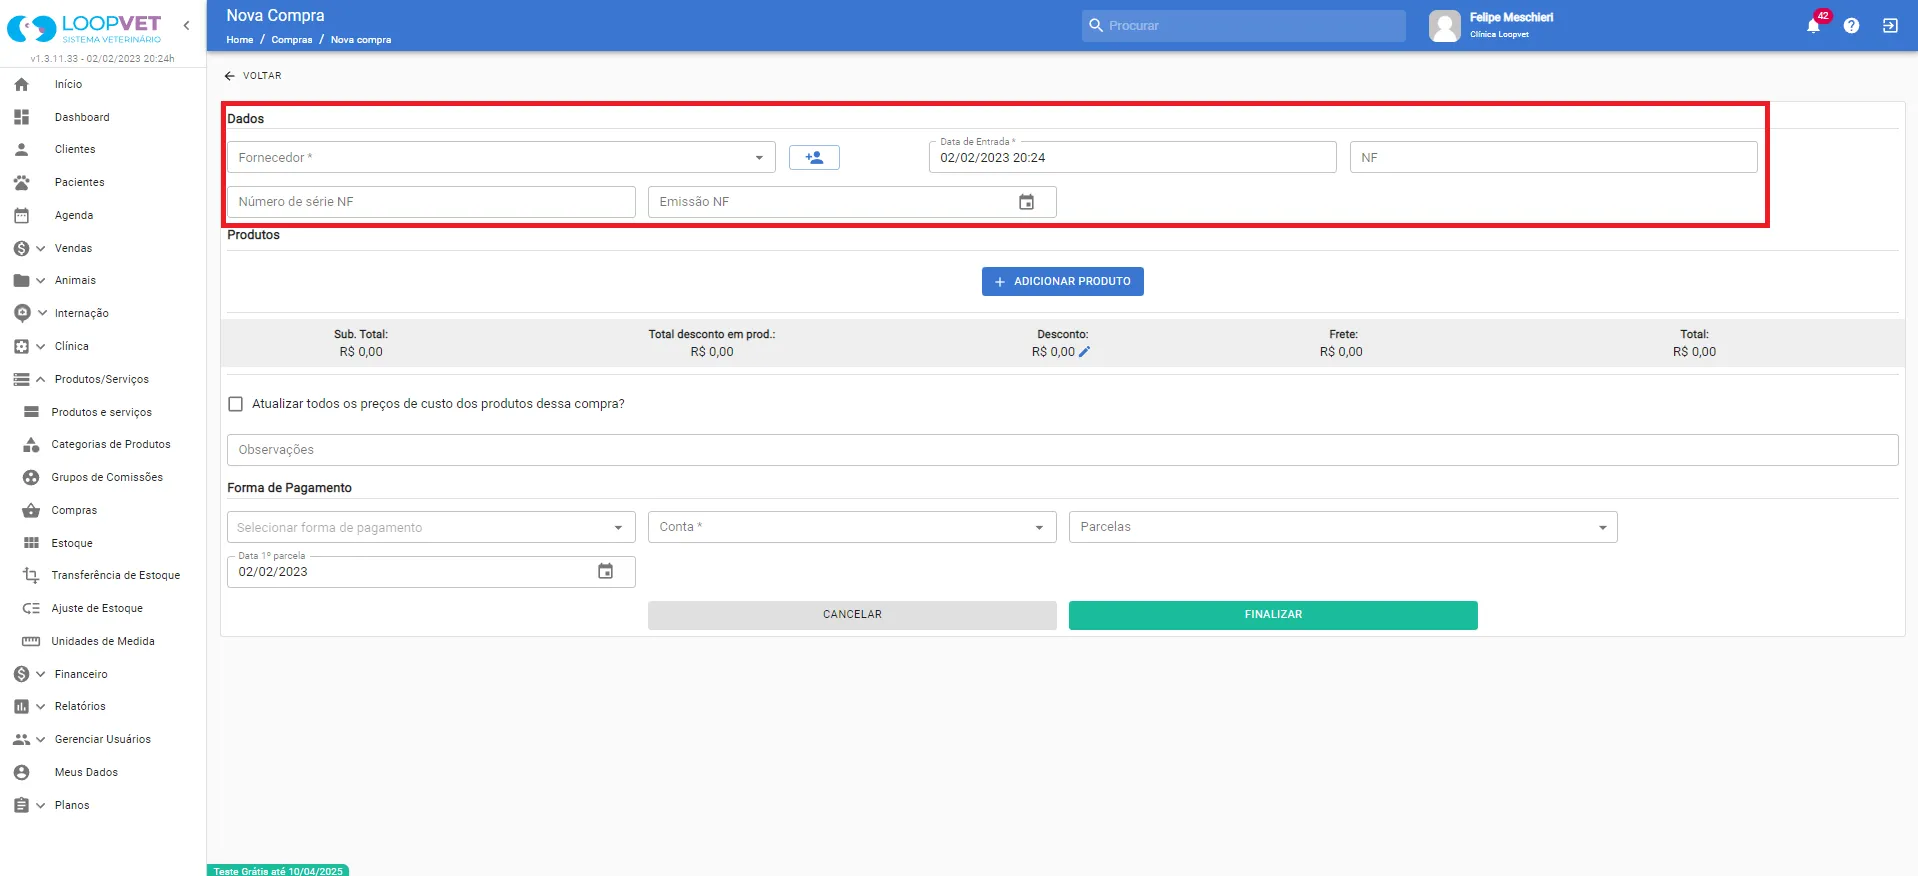 LOOPVET
SISTEMA VETERINÁRIO
v1.3.11.33 - 02/02/2023 20:24h
Início
Dashboard
Clientes
Pacientes
Agenda
Vendas
Animais
Internação
Clínica
Produtos/Serviços
Produtos e serviços
Categorias de Produtos
Grupos de Comissões
Compras
Estoque
Transferência de Estoque
Ajuste de Estoque
Unidades de Medida
Financeiro
Relatórios
Gerenciar Usuários
Meus Dados
Planos
Nova Compra
Home / Compras / Nova compra
Procurar
Felipe Meschieri
Clínica Loopvet
42
VOLTAR
Dados
Fornecedor *
Data de Entrada *
02/02/2023 20:24
NF
Número de série NF
Emissão NF
Produtos
+ ADICIONAR PRODUTO
Sub. Total: Total desconto em prod.: Desconto: Frete: Total:
R$ 0,00 R$ 0,00 R$ 0,00 R$ 0,00 R$ 0,00
Atualizar todos os preços de custo dos produtos dessa compra?
Observações
Forma de Pagamento
Selecionar forma de pagamento Conta * Parcelas
Data 1º parcela
02/02/2023
CANCELAR FINALIZAR
Teste Grátis até 10/04/2025